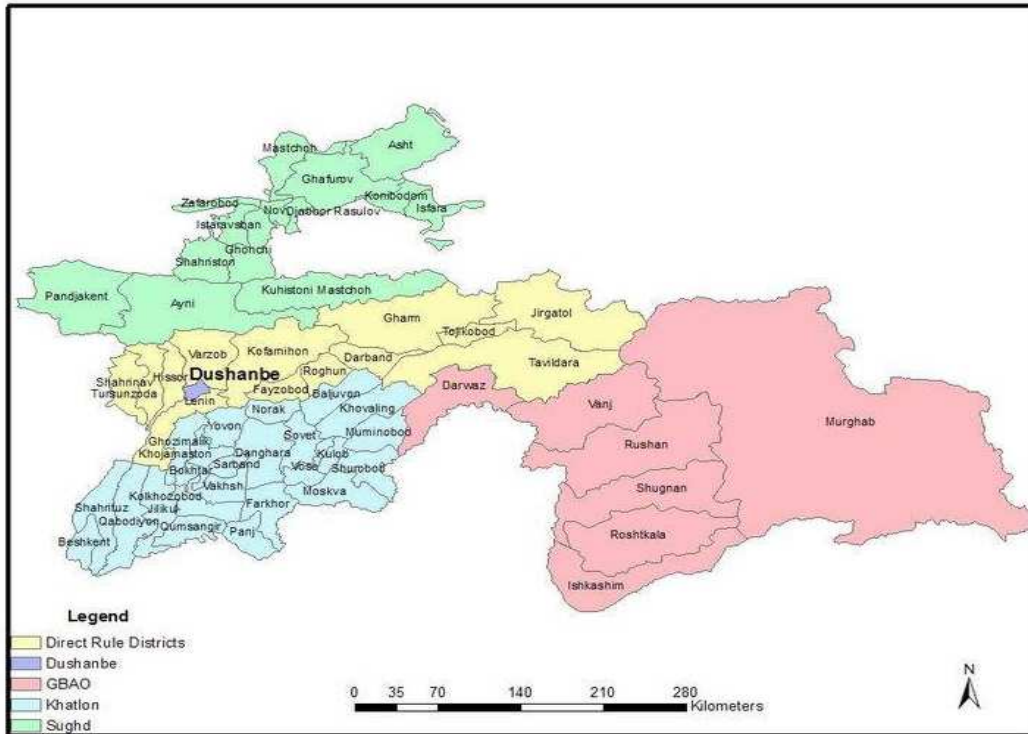 Asht
Mastchoh
Ghafurov
Konibodom
Isfara
Zafarobod
Nov
Djabbor Rasulov
Istaravshan
Ghonchi
Shahriston
Pandjakent
Ayni
Kuhistoni Mastchoh
Jirgatol
Gharm
Tojikobod
Varzob
Kofarnihon
Darband
Tavildara
Hissor
Dushanbe
Roghun
Shahrinav
Tursunzoda
Lenin
Fayzobod
Baljuvon
Darwaz
Norak
Khovaling
Vanj
Murghab
Yovon
Sovet
Muminobod
Ghozimalik
Khojamaston
Danghara
Kulob
Rushan
Bokhtar
Sarband
Vose
Shurobod
Vakhsh
Moskva
Shugnan
Kolkhozobod
Farkhor
Shahrituz
Jilikul
Qabodiyon
Qumsangir
Panj
Roshtkala
Beshkent
Ishkashim
Legend
Direct Rule Districts
Dushanbe
GBAO
Khatlon
Sughd
0 35 70 140 210 280
Kilometers
N